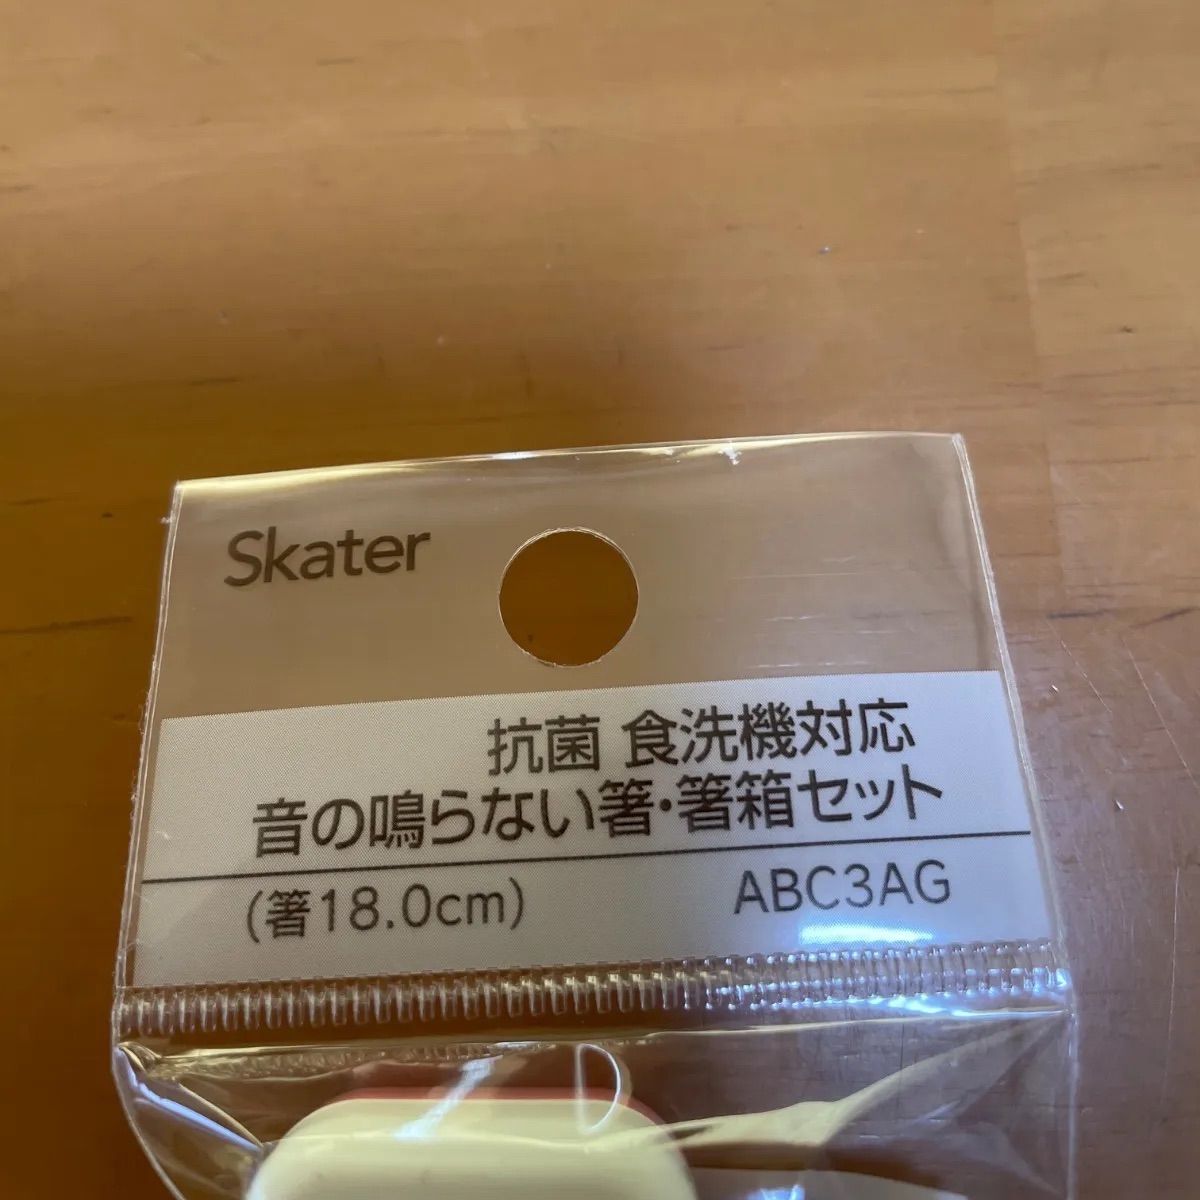 Skater
抗菌 食洗機対応
音の鳴らない箸・箸箱セット
(箸18.0cm) ABC3AG